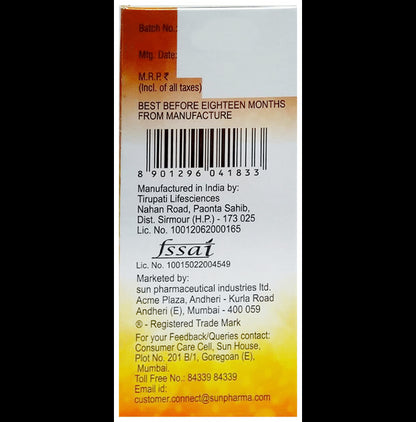 Batch No.:
Mfg. Date:
M.R.P. ₹
(Incl. of all taxes)
BEST BEFORE EIGHTEEN MONTHS
FROM MANUFACTURE
8 901296 041833
Manufactured in India by:
Tirupati Lifesciences
Nahan Road, Paonta Sahib,
Dist. Sirmour (H.P.) - 173 025
Lic. No. 10012062000165
fssai
Lic. No. 10015022004549
Marketed by:
sun pharmaceutical industries ltd.
Acme Plaza, Andheri - Kurla Road
Andheri (E), Mumbai - 400 059
® - Registered Trade Mark
For your Feedback/Queries contact:
Consumer Care Cell, Sun House,
Plot No. 201 B/1, Goregoan (E),
Mumbai.
Toll Free No.: 84339 84339
Email id:
customer.connect@sunpharma.com